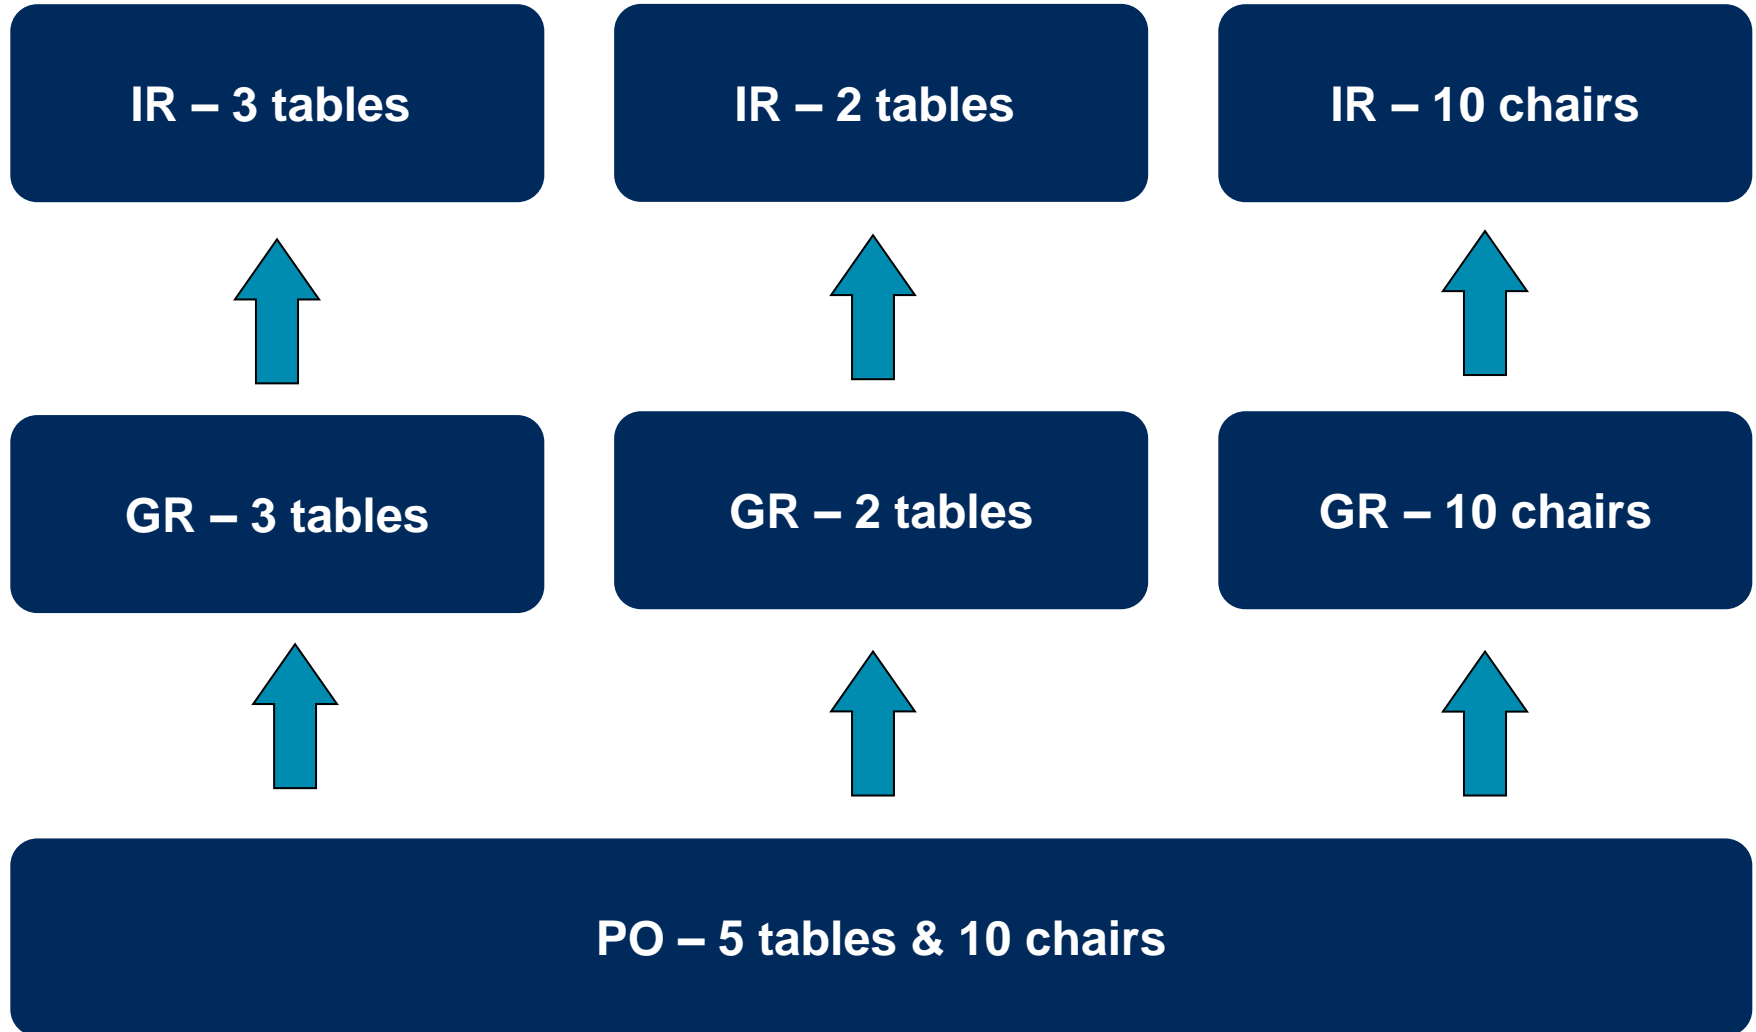 IR – 3 tables
IR – 2 tables
IR – 10 chairs
GR – 3 tables
GR – 2 tables
GR – 10 chairs
PO – 5 tables & 10 chairs